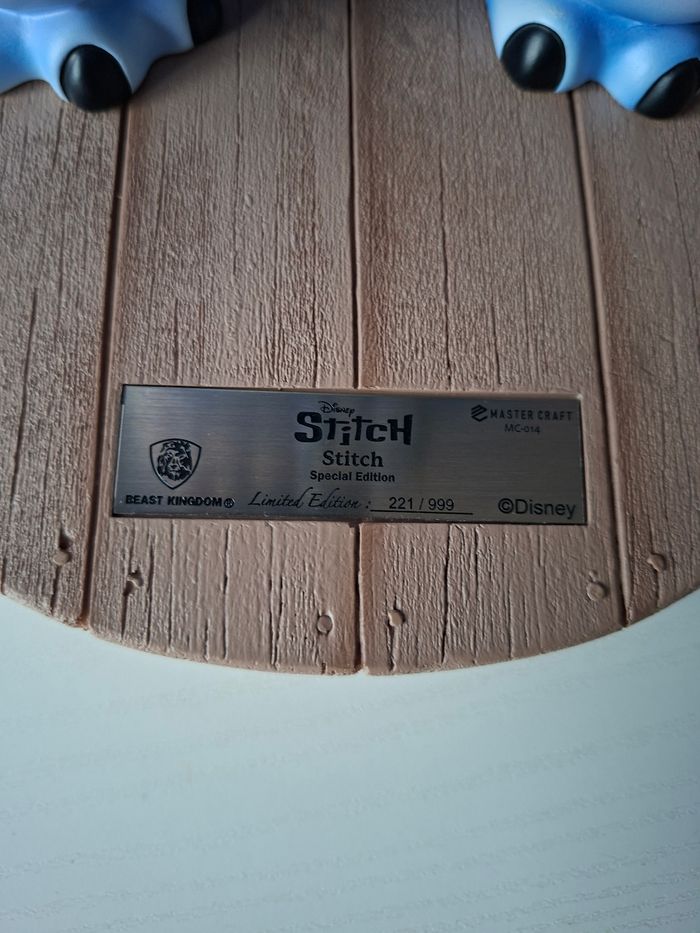 Disney
Stitch
Stitch
Special Edition
MASTER CRAFT
MC-014
BEAST KINGDOM
Limited Edition : 221 / 999
©Disney